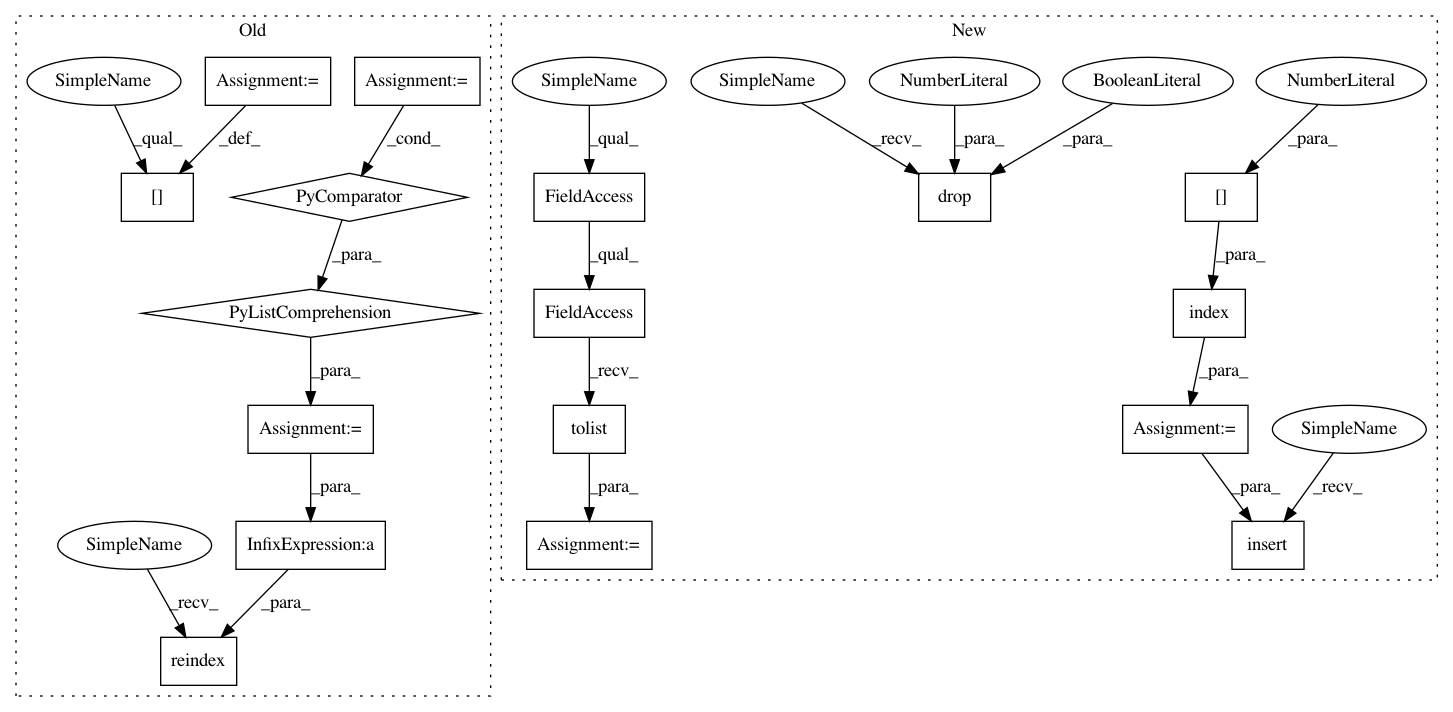 Old
New
SimpleName
Assignment:=
Assignment:=
SimpleName
SimpleName
NumberLiteral
BooleanLiteral
NumberLiteral
_qual_
_def_
_cond_
_qual_
_recv_
_para_
_para_
_para_
[]
PyComparator
FieldAccess
drop
[]
_para_
_qual_
_para_
PyListComprehension
FieldAccess
index
_para_
_recv_
_para_
Assignment:=
tolist
Assignment:=
SimpleName
_para_
_para_
_para_
_recv_
SimpleName
InfixExpression:a
Assignment:=
insert
_recv_
_para_
reindex